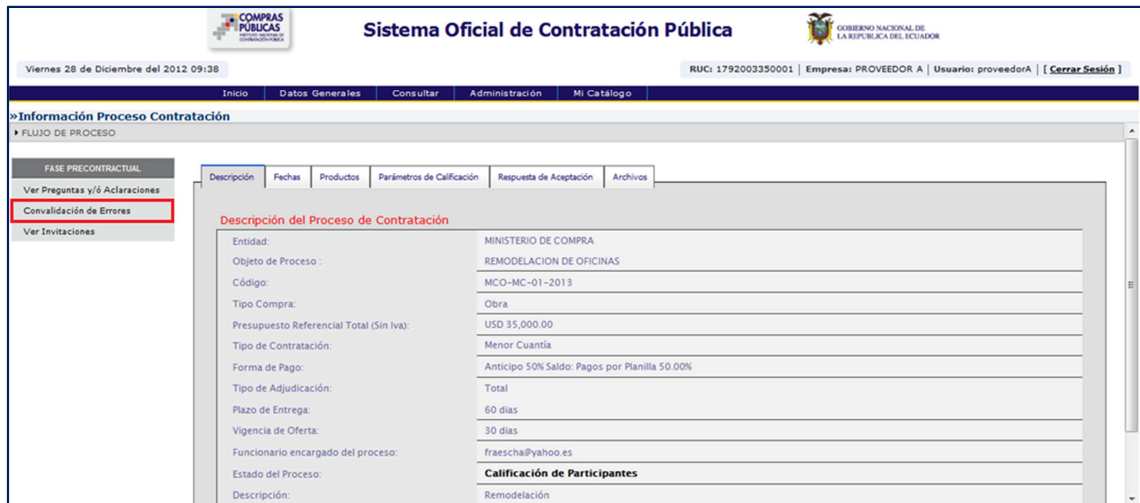 COMPRAS
PÚBLICAS
Sistema Oficial de Contratación Pública
GOBIERNO NACIONAL DE
LA REPUBLICA DEL ECUADOR
Viernes 28 de Diciembre del 2012 09:38
RUC: 1792003350001 | Empresa: PROVEEDOR A | Usuario: proveedorA | [ Cerrar Sesión ]
Inicio Datos Generales Consultar Administración Mi Catálogo
»Información Proceso Contratación
FLUJO DE PROCESO
FASE PRECONTRACTUAL
Ver Preguntas y/ó Aclaraciones
Convalidación de Errores
Ver Invitaciones
Descripción Fechas Productos Parámetros de Calificación Respuesta de Aceptación Archivos
Descripción del Proceso de Contratación
Entidad: MINISTERIO DE COMPRA
Objeto de Proceso : REMODELACION DE OFICINAS
Código: MCO-MC-01-2013
Tipo Compra: Obra
Presupuesto Referencial Total (Sin Iva): USD 35,000.00
Tipo de Contratación: Menor Cuantía
Forma de Pago: Anticipo 50% Saldo: Pagos por Planilla 50.00%
Tipo de Adjudicación: Total
Plazo de Entrega: 60 dias
Vigencia de Oferta: 30 dias
Funcionario encargado del proceso: fraescha@yahoo.es
Estado del Proceso: Calificación de Participantes
Descripción: Remodelación